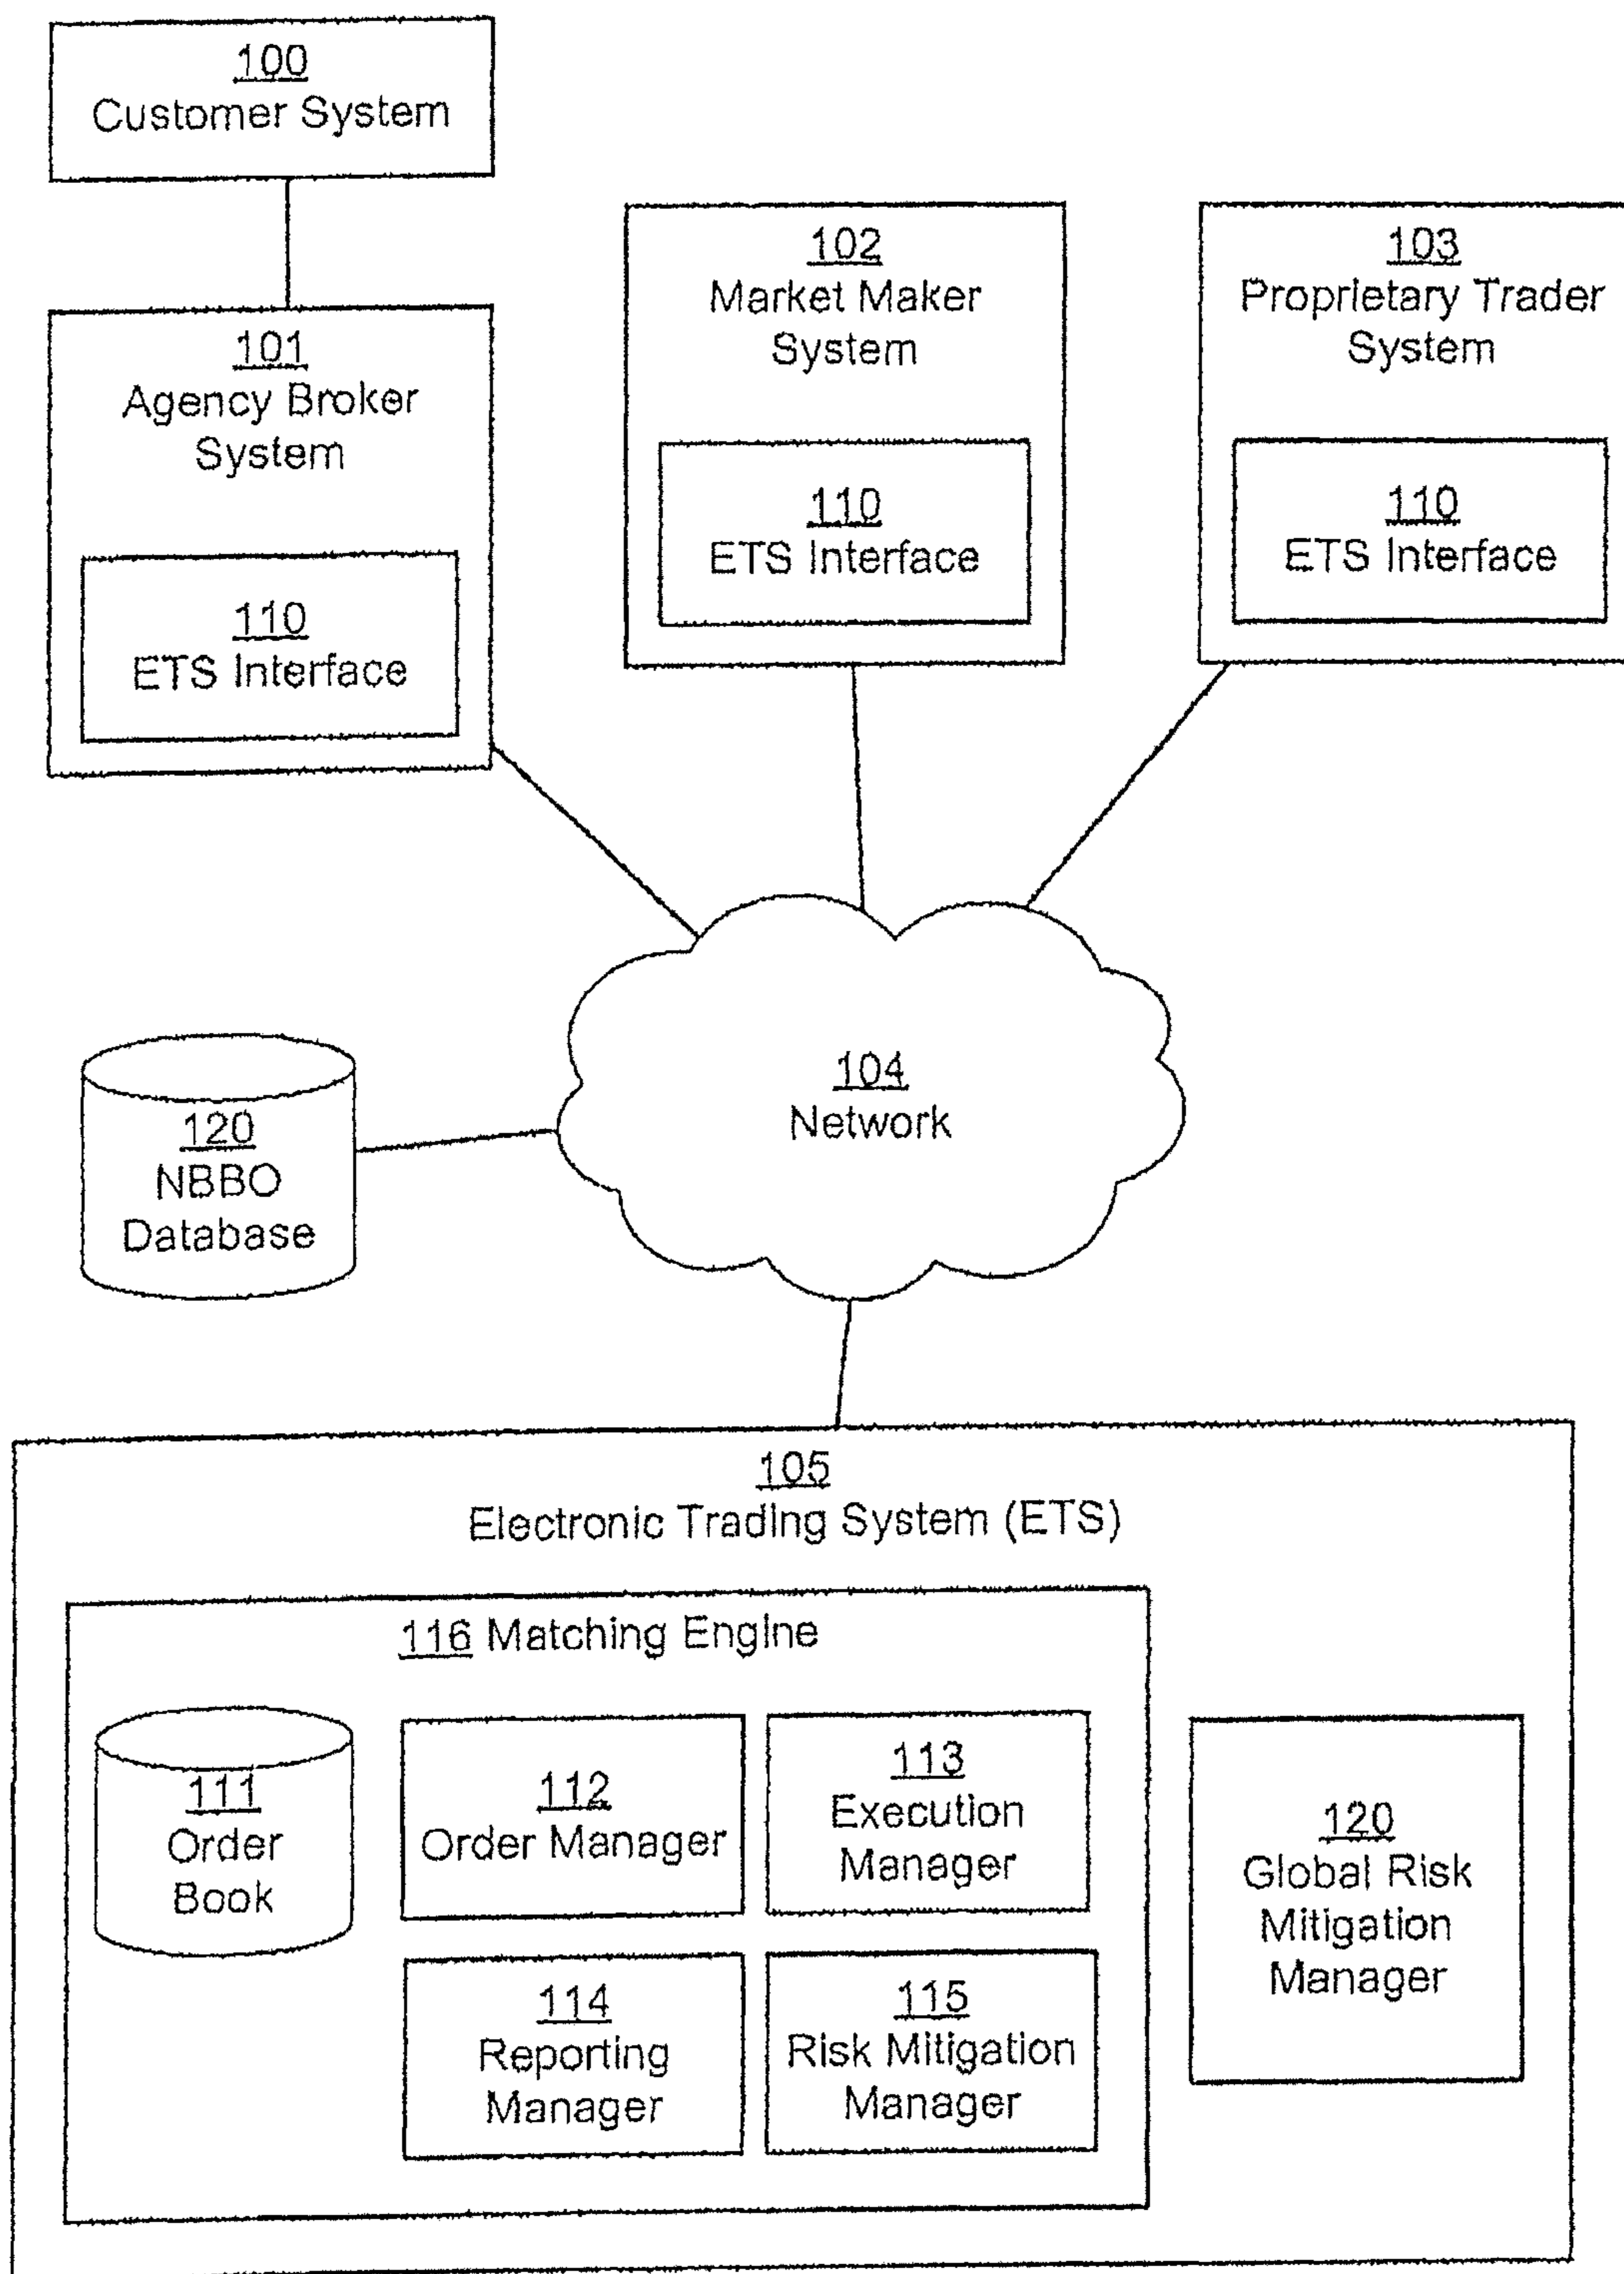 100
Customer System
101
Agency Broker
System
110
ETS Interface
102
Market Maker
System
110
ETS Interface
103
Proprietary Trader
System
110
ETS Interface
104
Network
120
NBBO
Database
105
Electronic Trading System (ETS)
116 Matching Engine
111
Order
Book
112
Order Manager
113
Execution
Manager
114
Reporting
Manager
115
Risk Mitigation
Manager
120
Global Risk
Mitigation
Manager